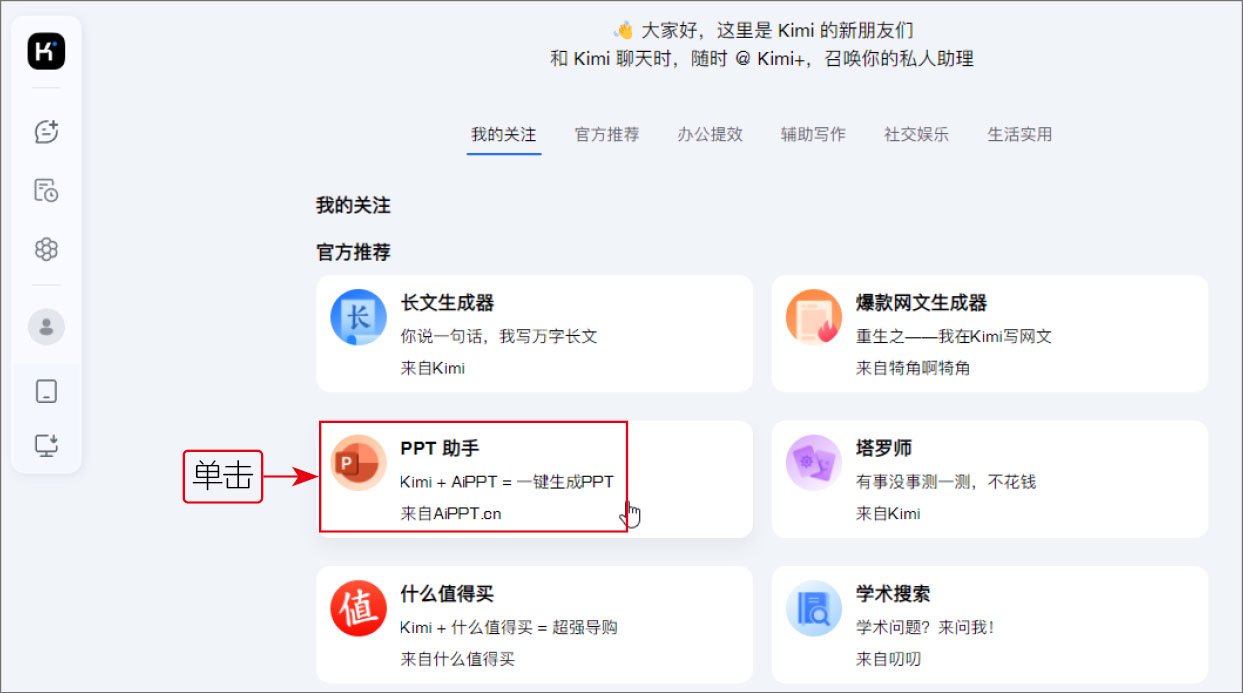 👋 大家好，这里是 Kimi 的新朋友们
和 Kimi 聊天时，随时 @ Kimi+，召唤你的私人助理
我的关注 官方推荐 办公提效 辅助写作 社交娱乐 生活实用
我的关注
官方推荐
长
长文生成器
你说一句话，我写万字长文
来自Kimi
爆款网文生成器
重生之——我在Kimi写网文
来自犄角啊犄角
单击
P
PPT 助手
Kimi + AiPPT = 一键生成PPT
来自AiPPT.cn
塔罗师
有事没事测一测，不花钱
来自Kimi
值
什么值得买
Kimi + 什么值得买 = 超强导购
来自什么值得买
学术搜索
学术问题？来问我！
来自叨叨
K